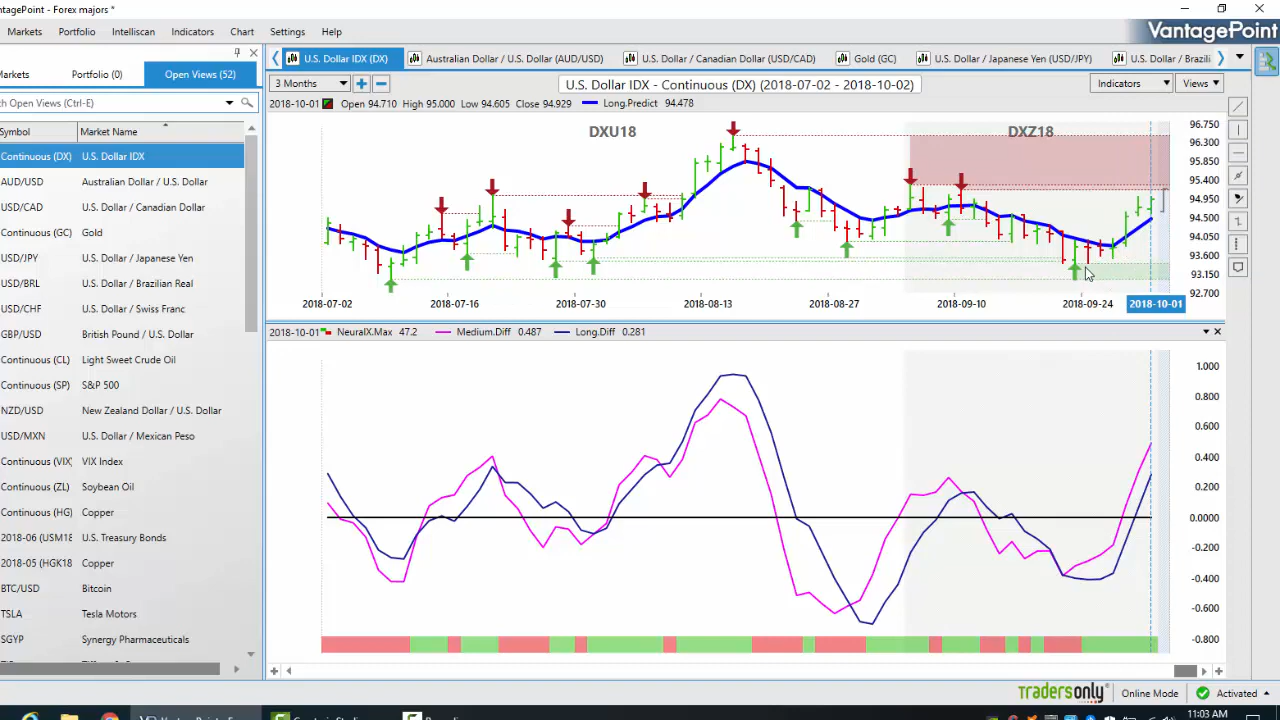 ntagePoint - Forex majors *
Markets Portfolio Intelliscan Indicators Chart Settings Help
VantagePoint
arkets Portfolio (0) Open Views (52)
U.S. Dollar IDX (DX) Australian Dollar / U.S. Dollar (AUD/USD) U.S. Dollar / Canadian Dollar (USD/CAD) Gold (GC) U.S. Dollar / Japanese Yen (USD/JPY) U.S. Dollar / Brazili
3 Months U.S. Dollar IDX - Continuous (DX) (2018-07-02 - 2018-10-02) Indicators Views
ch Open Views (Ctrl-E)
2018-10-01 Open 94.710 High 95.000 Low 94.605 Close 94.929 Long.Predict 94.478
Symbol Market Name
Continuous (DX) U.S. Dollar IDX
AUD/USD Australian Dollar / U.S. Dollar
USD/CAD U.S. Dollar / Canadian Dollar
Continuous (GC) Gold
USD/JPY U.S. Dollar / Japanese Yen
USD/BRL U.S. Dollar / Brazilian Real
USD/CHF U.S. Dollar / Swiss Franc
GBP/USD British Pound / U.S. Dollar
Continuous (CL) Light Sweet Crude Oil
Continuous (SP) S&P 500
NZD/USD New Zealand Dollar / U.S. Dollar
USD/MXN U.S. Dollar / Mexican Peso
Continuous (VIX) VIX Index
Continuous (ZL) Soybean Oil
Continuous (HG) Copper
2018-06 (USM18 U.S. Treasury Bonds
2018-05 (HGK18 Copper
BTC/USD Bitcoin
TSLA Tesla Motors
SGYP Synergy Pharmaceuticals
DXU18 DXZ18
96.750
96.300
95.850
95.400
94.950
94.500
94.050
93.600
93.150
92.700
2018-07-02 2018-07-16 2018-07-30 2018-08-13 2018-08-27 2018-09-10 2018-09-24 2018-10-01
2018-10-01 NeuralX.Max 47.2 Medium.Diff 0.487 Long.Diff 0.281
1.000
0.800
0.600
0.400
0.200
0.0000
-0.200
-0.400
-0.600
-0.800
tradersonly® Online Mode Activated
11:03 AM